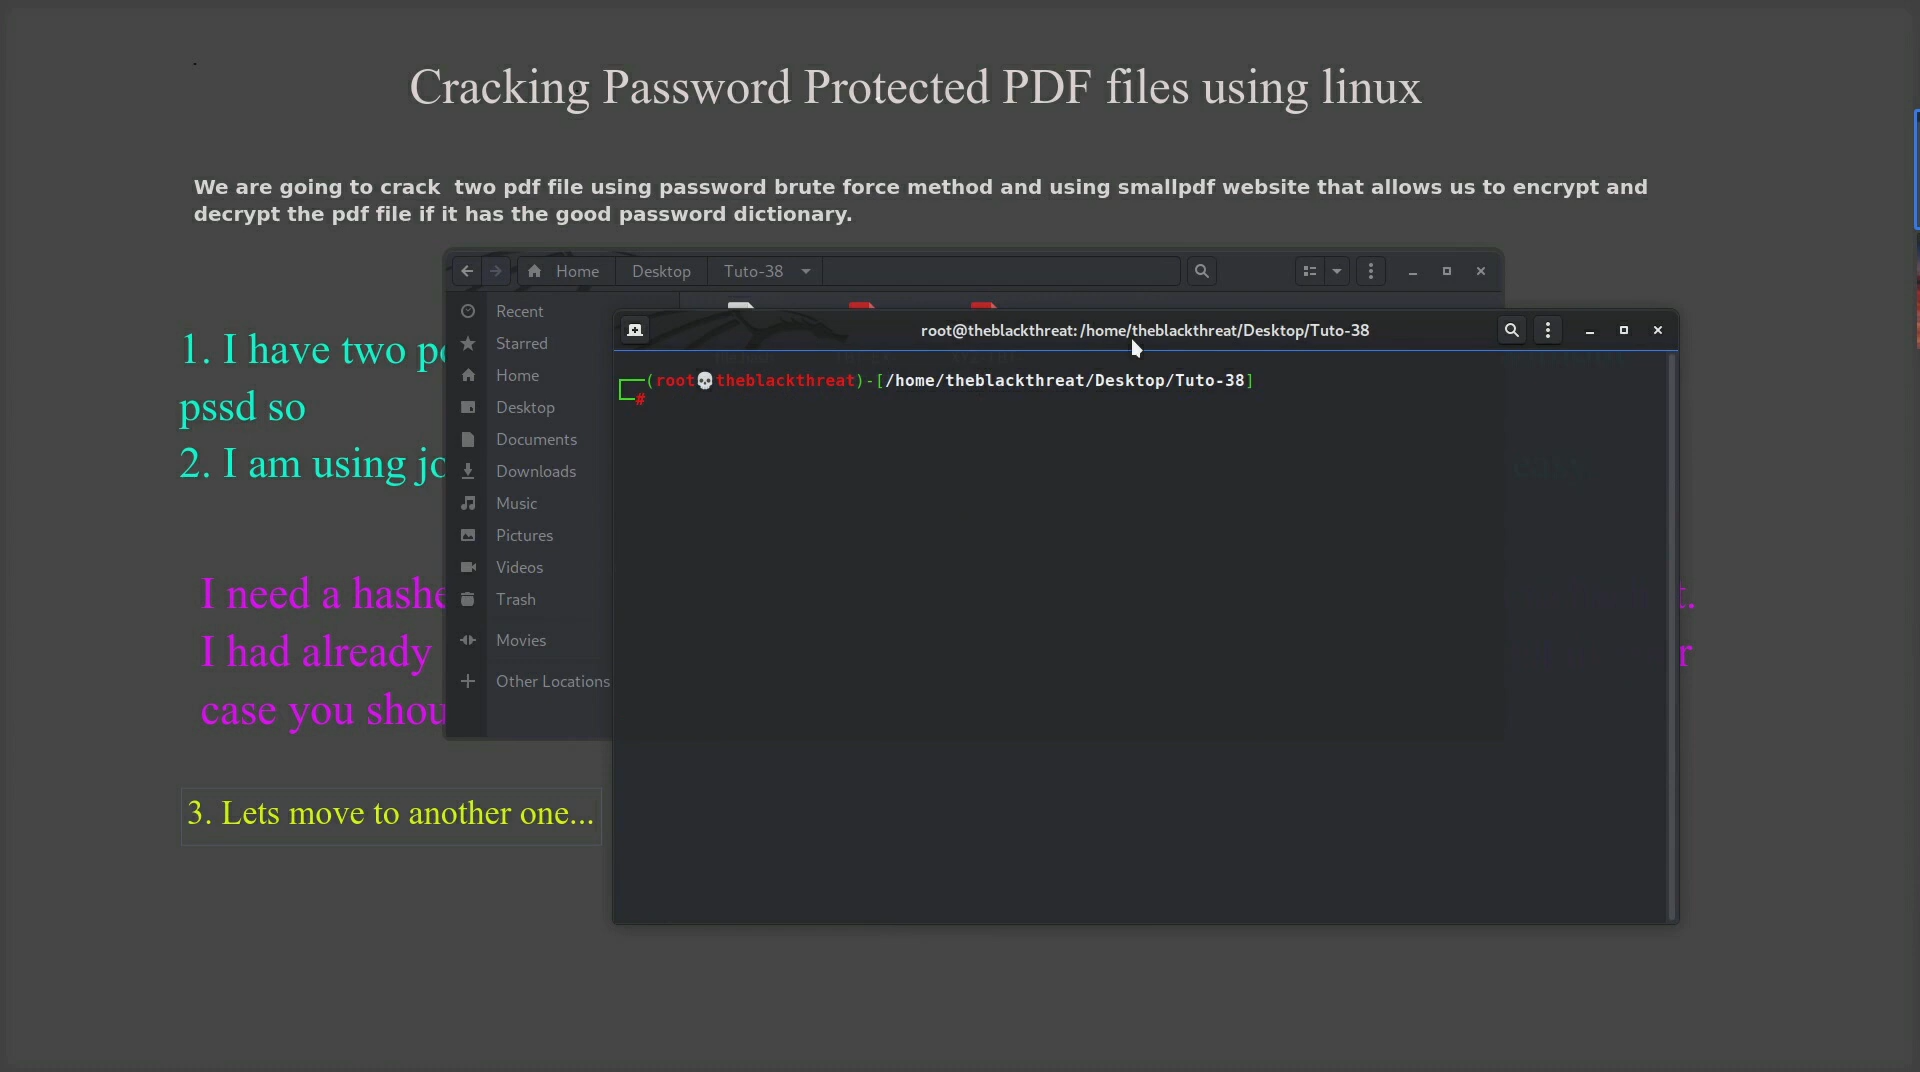 Cracking Password Protected PDF files using linux
We are going to crack  two pdf file using password brute force method and using smallpdf website that allows us to encrypt and
decrypt the pdf file if it has the good password dictionary.
Home Desktop Tuto-38
Recent
Starred
Home
Desktop
Documents
Downloads
Music
Pictures
Videos
Trash
Movies
Other Locations
root@theblackthreat: /home/theblackthreat/Desktop/Tuto-38
(root💀theblackthreat)-[/home/theblackthreat/Desktop/Tuto-38]
#
1. I have two
pssd so
2. I am using
I need a
I had already
case you
3. Lets move to another one...